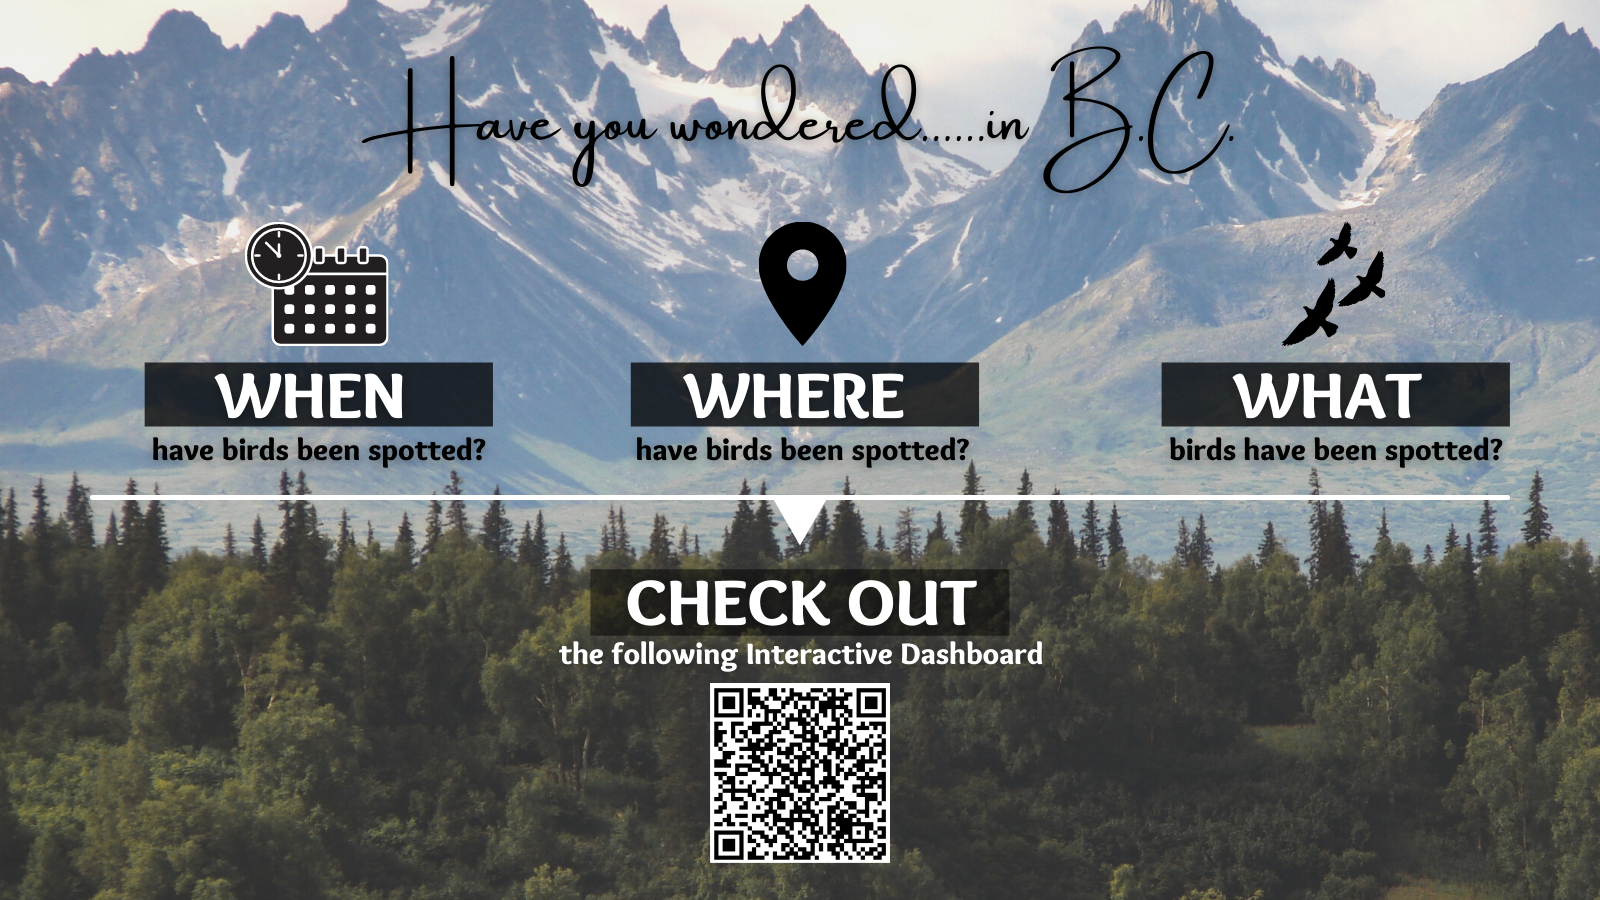 Have you wondered......in B.C.
WHEN
have birds been spotted?
WHERE
have birds been spotted?
WHAT
birds have been spotted?
CHECK OUT
the following Interactive Dashboard